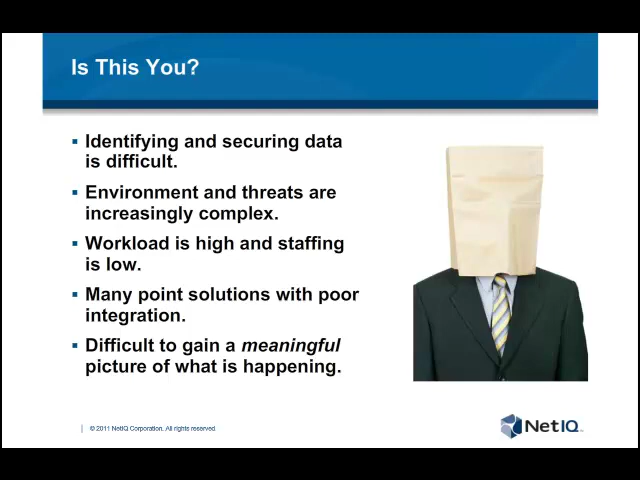 Is This You?
▪ Identifying and securing data
is difficult.
▪ Environment and threats are
increasingly complex.
▪ Workload is high and staffing
is low.
▪ Many point solutions with poor
integration.
▪ Difficult to gain a meaningful
picture of what is happening.
© 2011 NetIQ Corporation. All rights reserved.
NetIQ